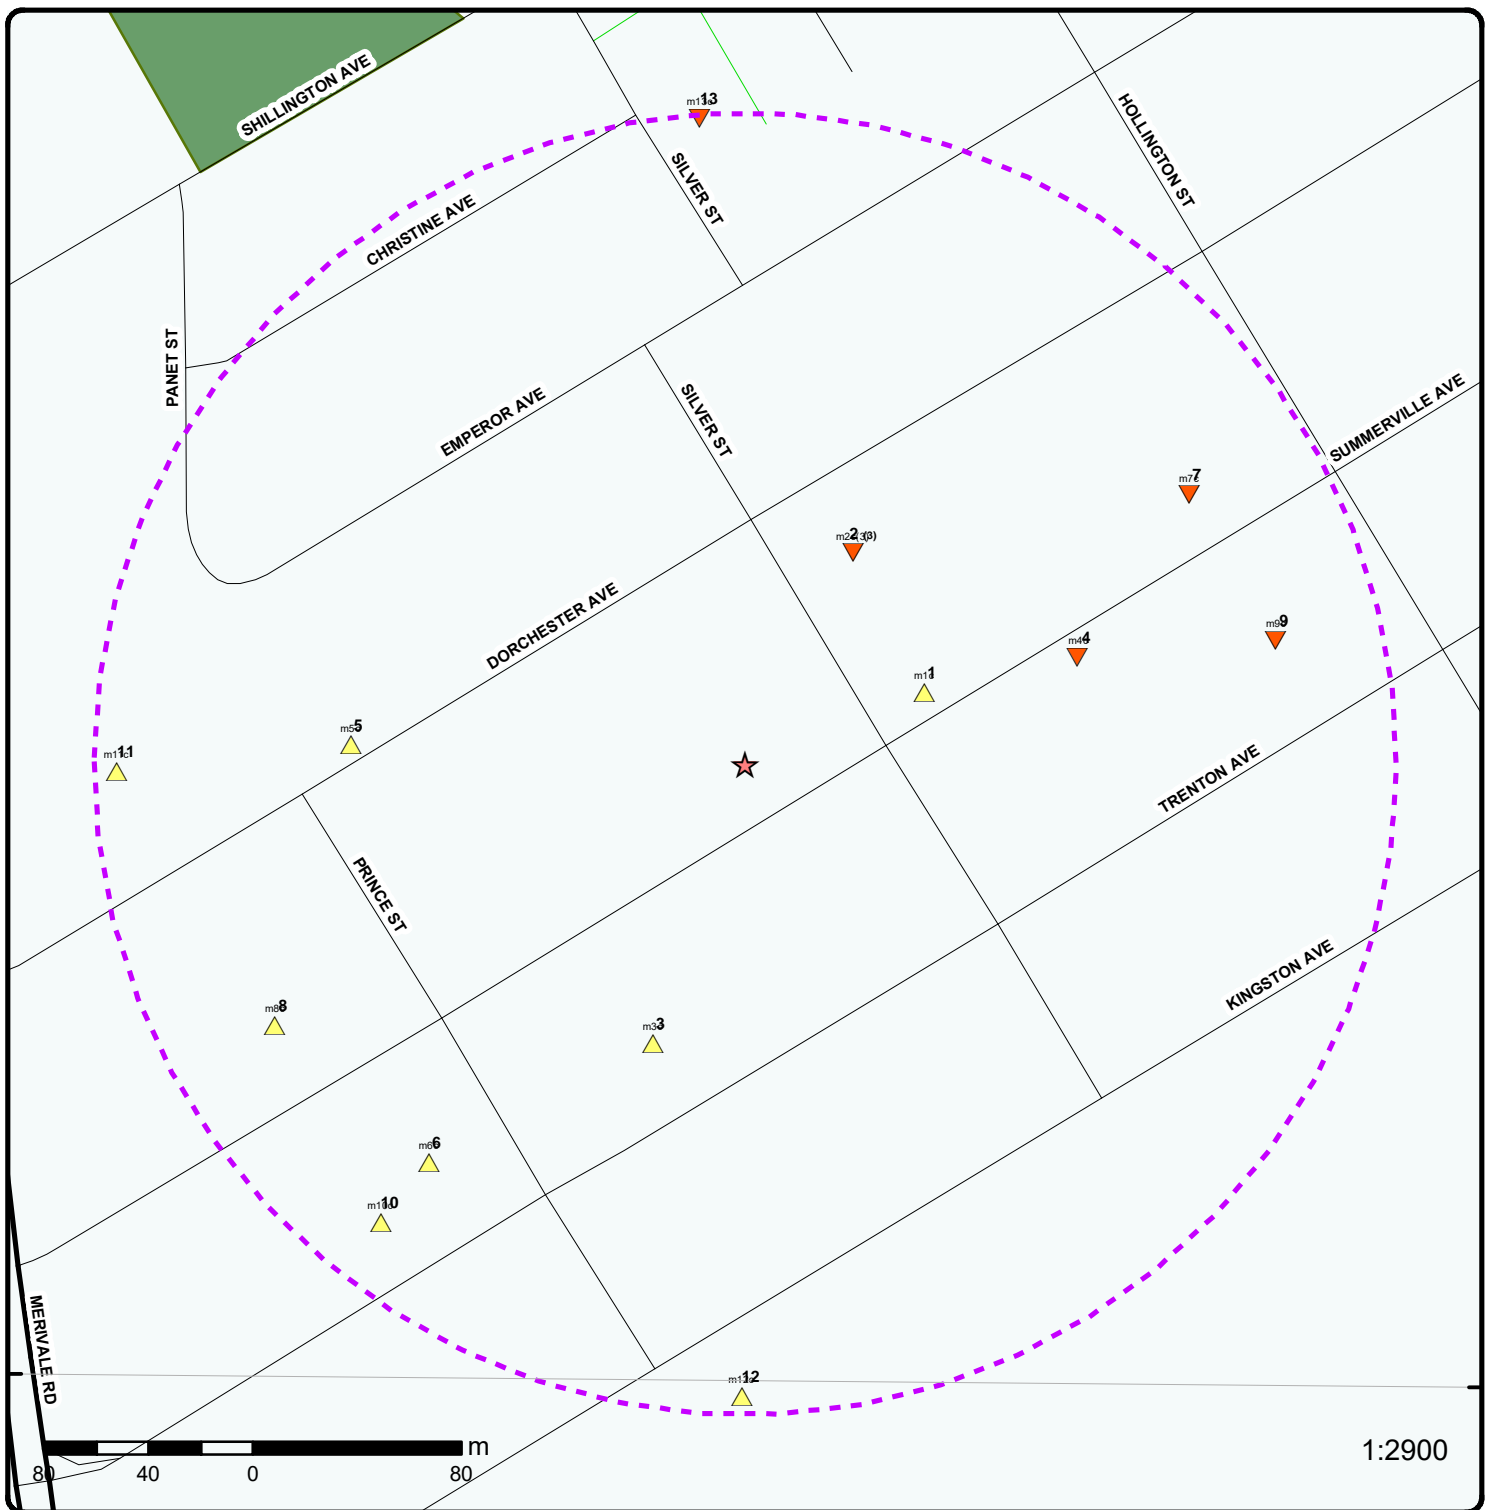 SHILLINGTON AVE
13
HOLLINGTON ST
SILVER ST
CHRISTINE AVE
PANET ST
EMPEROR AVE
SILVER ST
SUMMERVILLE AVE
7
2 (3)
DORCHESTER AVE
9
4
1
5
11
TRENTON AVE
PRINCE ST
KINGSTON AVE
8
3
6
10
MERIVALE RD
12
m
80 40 0 80
1:2900